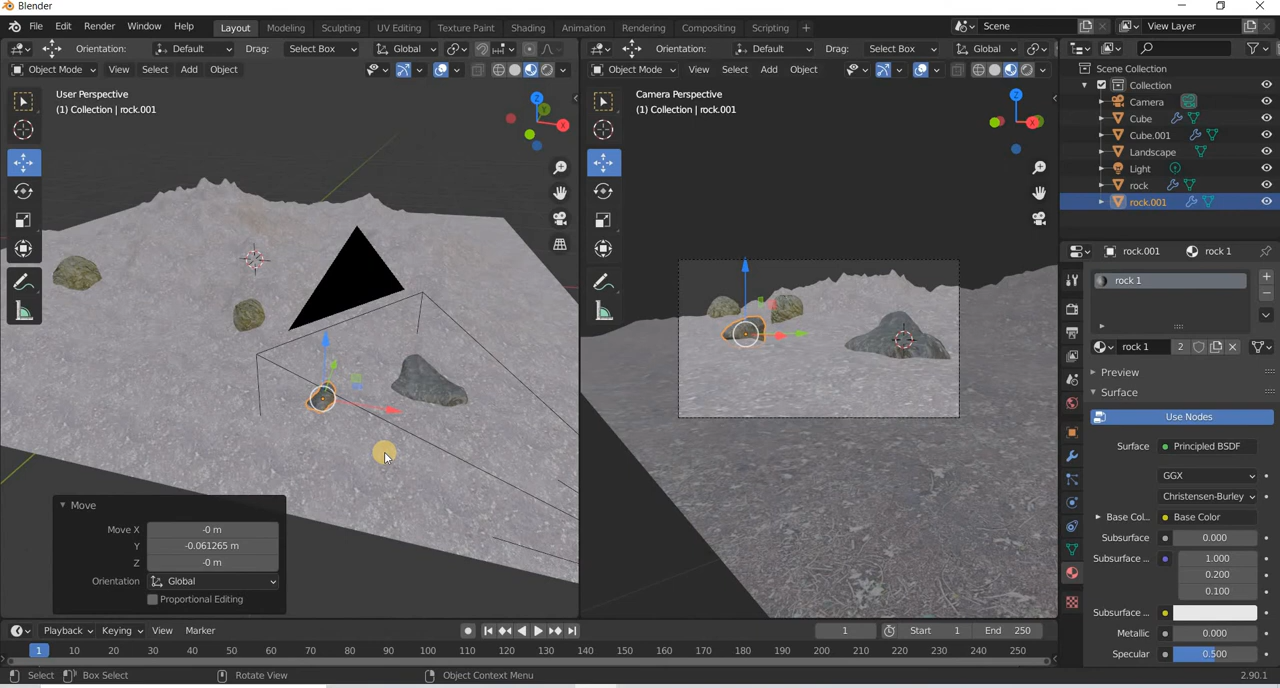 Blender
File Edit Render Window Help Layout Modeling Sculpting UV Editing Texture Paint Shading Animation Rendering Compositing Scripting + Scene View Layer
Orientation: Default Drag: Select Box Global
Object Mode View Select Add Object
User Perspective
(1) Collection | rock.001
Move
Move X -0 m
Y -0.061265 m
Z -0 m
Orientation Global
Proportional Editing
Orientation: Default Drag: Select Box Global
Object Mode View Select Add Object
Camera Perspective
(1) Collection | rock.001
Scene Collection
Collection
Camera
Cube
Cube.001
Landscape
Light
rock
rock.001
rock.001 rock 1
rock 1
rock 1 2
Preview
Surface
Use Nodes
Surface Principled BSDF
GGX
Christensen-Burley
Base Col... Base Color
Subsurface 0.000
Subsurface ... 1.000
0.200
0.100
Subsurface ...
Metallic 0.000
Specular 0.500
Playback Keying View Marker 1 Start 1 End 250
1 10 20 30 40 50 60 70 80 90 100 110 120 130 140 150 160 170 180 190 200 210 220 230 240 250
Select Box Select Rotate View Object Context Menu 2.90.1